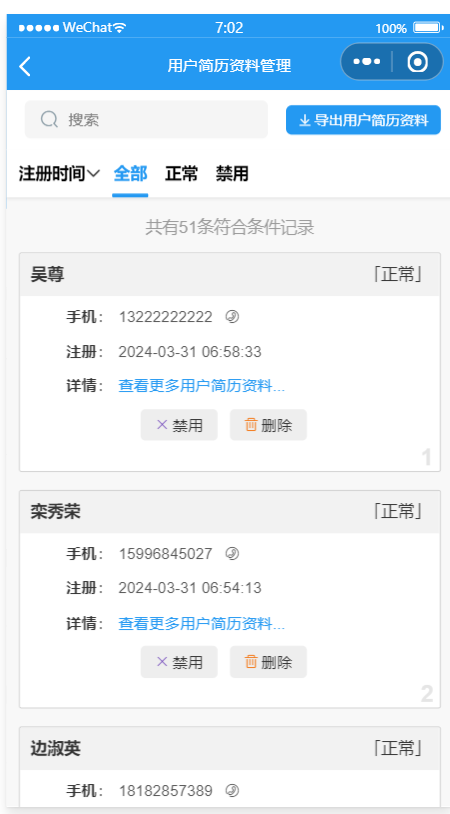 WeChat 7:02 100%
用户简历资料管理
搜索 导出用户简历资料
注册时间 全部 正常 禁用
共有51条符合条件记录
吴尊 「正常」
手机： 13222222222
注册： 2024-03-31 06:58:33
详情： 查看更多用户简历资料...
禁用 删除
1
栾秀荣 「正常」
手机： 15996845027
注册： 2024-03-31 06:54:13
详情： 查看更多用户简历资料...
禁用 删除
2
边淑英 「正常」
手机： 18182857389